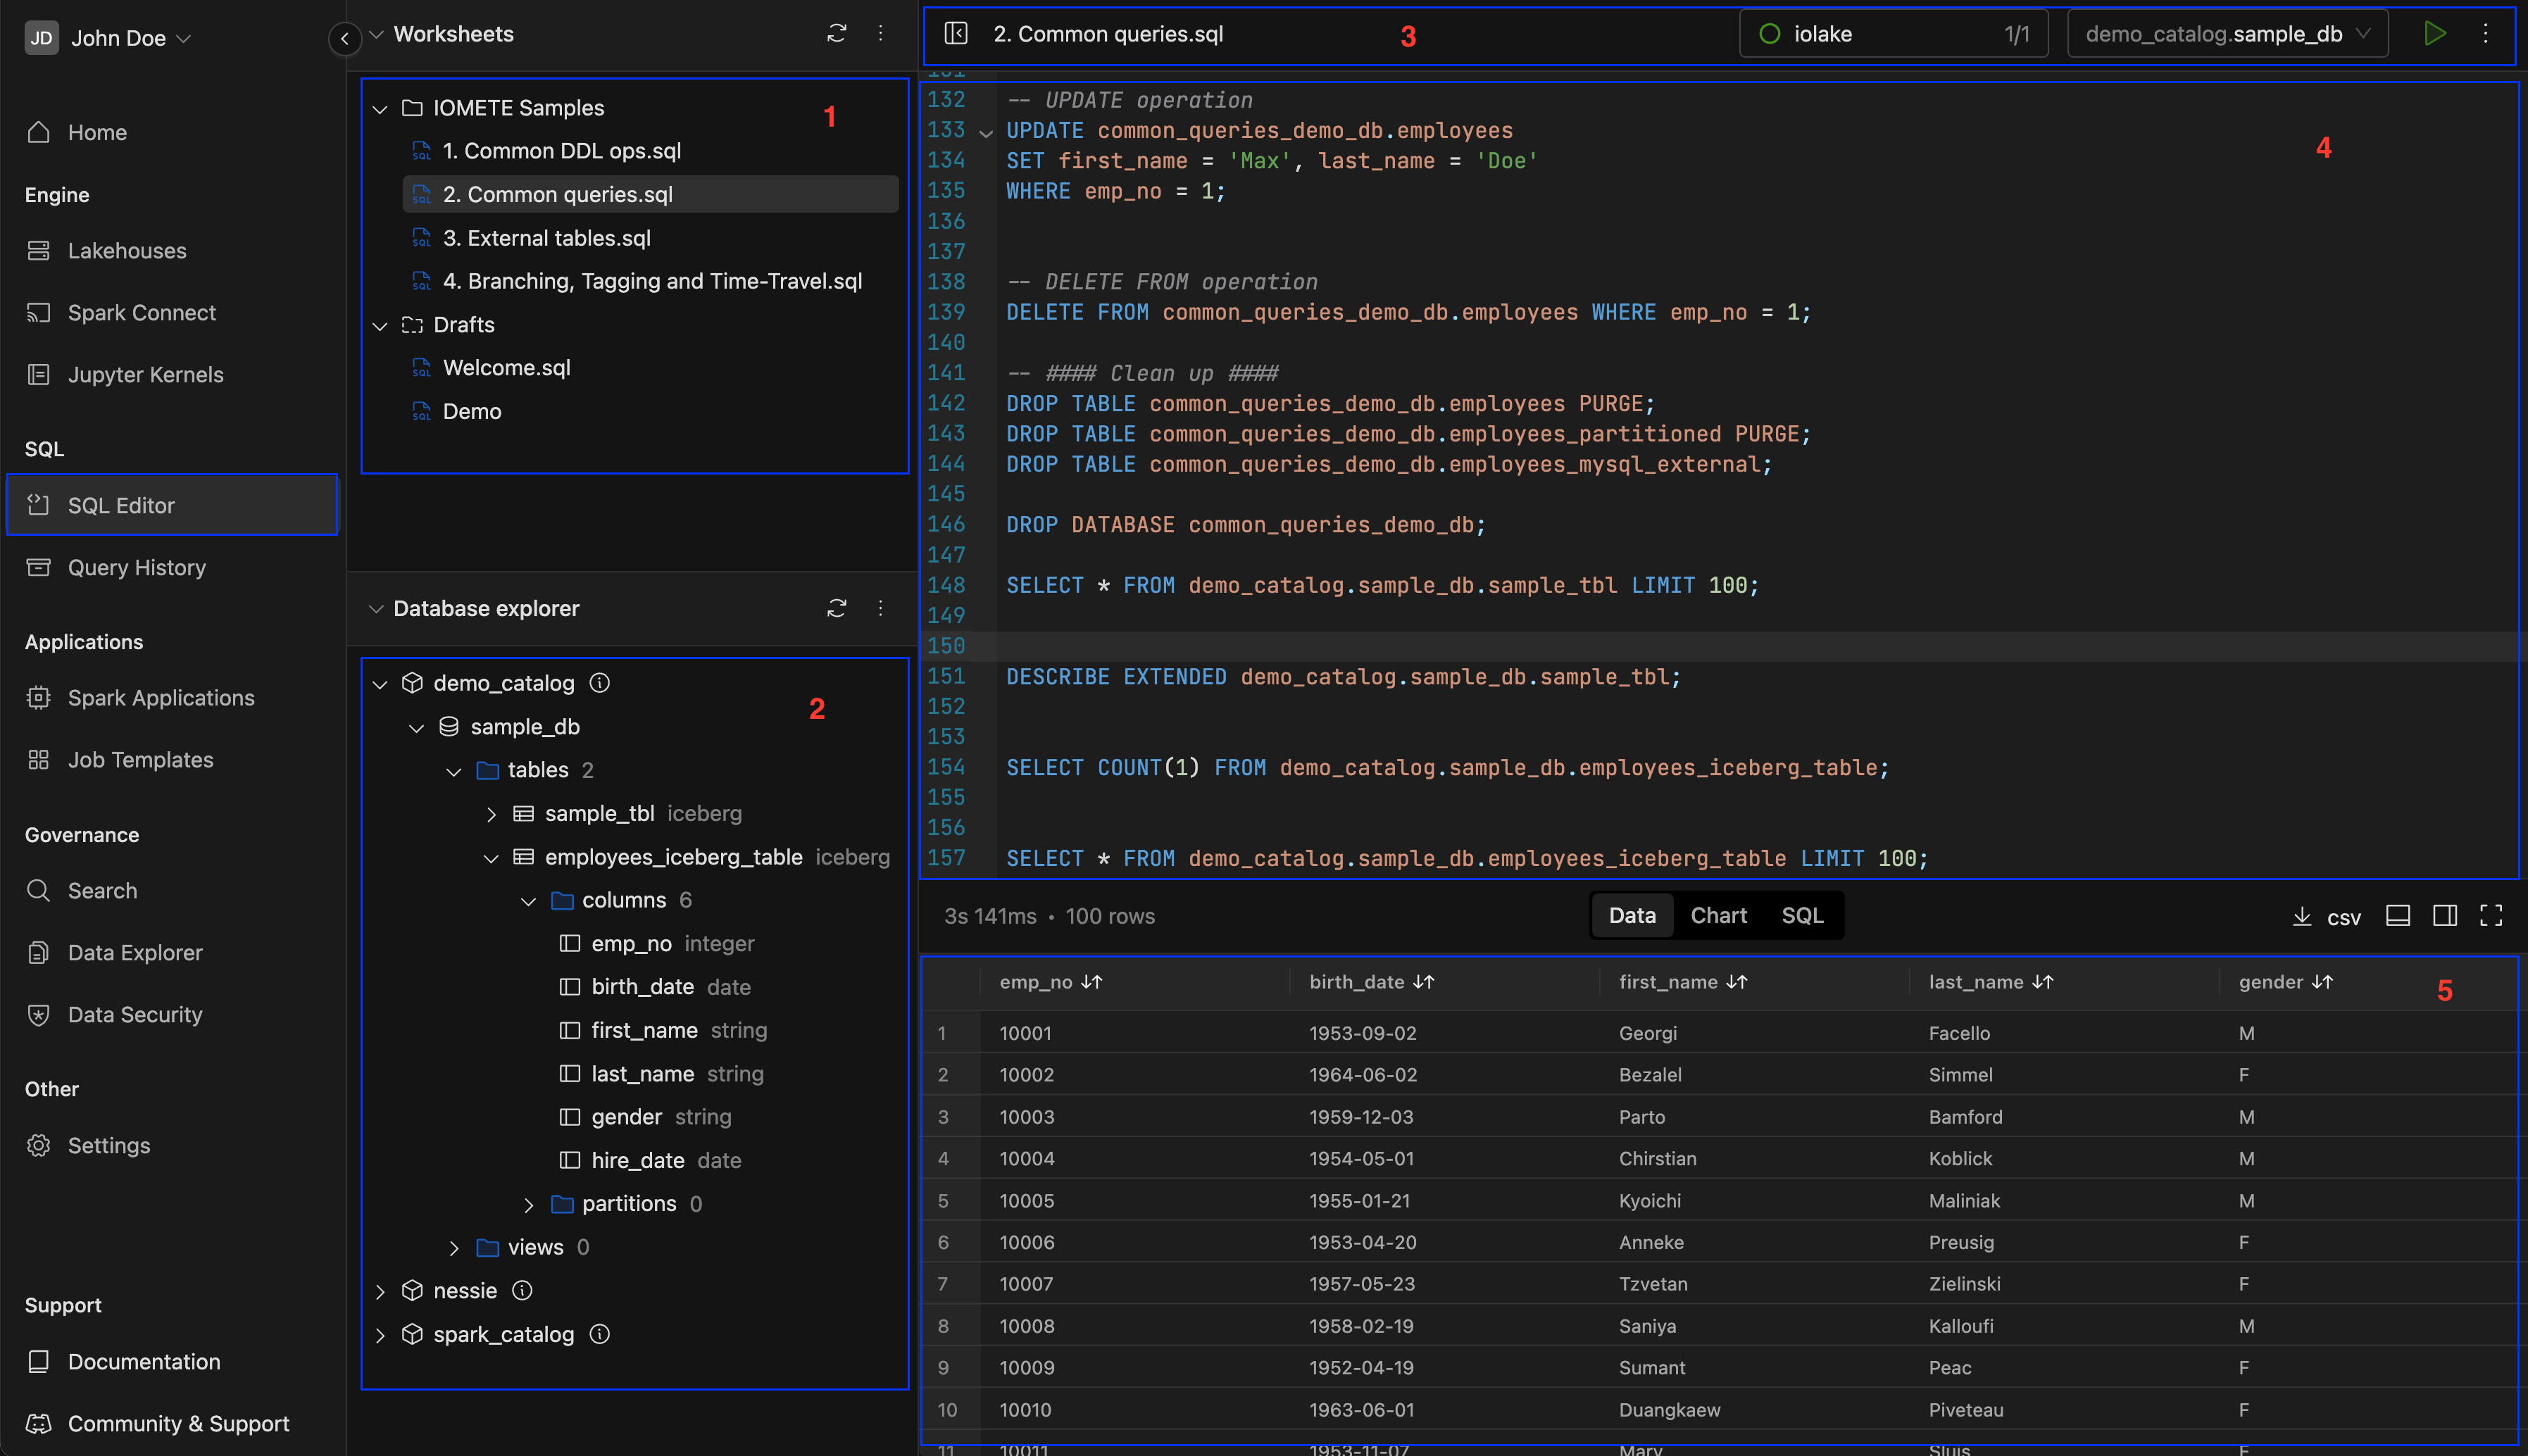 JD John Doe
Home
Engine
Lakehouses
Spark Connect
Jupyter Kernels
SQL
SQL Editor
Query History
Applications
Spark Applications
Job Templates
Governance
Search
Data Explorer
Data Security
Other
Settings
Support
Documentation
Community & Support
Worksheets
1
IOMETE Samples
SQL 1. Common DDL ops.sql
SQL 2. Common queries.sql
SQL 3. External tables.sql
SQL 4. Branching, Tagging and Time-Travel.sql
Drafts
SQL Welcome.sql
SQL Demo
Database explorer
2
demo_catalog
sample_db
tables 2
sample_tbl iceberg
employees_iceberg_table iceberg
columns 6
emp_no integer
birth_date date
first_name string
last_name string
gender string
hire_date date
partitions 0
views 0
nessie
spark_catalog
2. Common queries.sql 3 iolake 1/1 demo_catalog.sample_db
4
131
132 -- UPDATE operation
133 UPDATE common_queries_demo_db.employees
134 SET first_name = 'Max', last_name = 'Doe'
135 WHERE emp_no = 1;
136
137
138 -- DELETE FROM operation
139 DELETE FROM common_queries_demo_db.employees WHERE emp_no = 1;
140
141 -- #### Clean up ####
142 DROP TABLE common_queries_demo_db.employees PURGE;
143 DROP TABLE common_queries_demo_db.employees_partitioned PURGE;
144 DROP TABLE common_queries_demo_db.employees_mysql_external;
145
146 DROP DATABASE common_queries_demo_db;
147
148 SELECT * FROM demo_catalog.sample_db.sample_tbl LIMIT 100;
149
150
151 DESCRIBE EXTENDED demo_catalog.sample_db.sample_tbl;
152
153
154 SELECT COUNT(1) FROM demo_catalog.sample_db.employees_iceberg_table;
155
156
157 SELECT * FROM demo_catalog.sample_db.employees_iceberg_table LIMIT 100;
3s 141ms • 100 rows Data Chart SQL csv
emp_no birth_date first_name last_name gender 5
1 10001 1953-09-02 Georgi Facello M
2 10002 1964-06-02 Bezalel Simmel F
3 10003 1959-12-03 Parto Bamford M
4 10004 1954-05-01 Chirstian Koblick M
5 10005 1955-01-21 Kyoichi Maliniak M
6 10006 1953-04-20 Anneke Preusig F
7 10007 1957-05-23 Tzvetan Zielinski F
8 10008 1958-02-19 Saniya Kalloufi M
9 10009 1952-04-19 Sumant Peac F
10 10010 1963-06-01 Duangkaew Piveteau F
11 10011 1953-11-07 Mary Sluis F